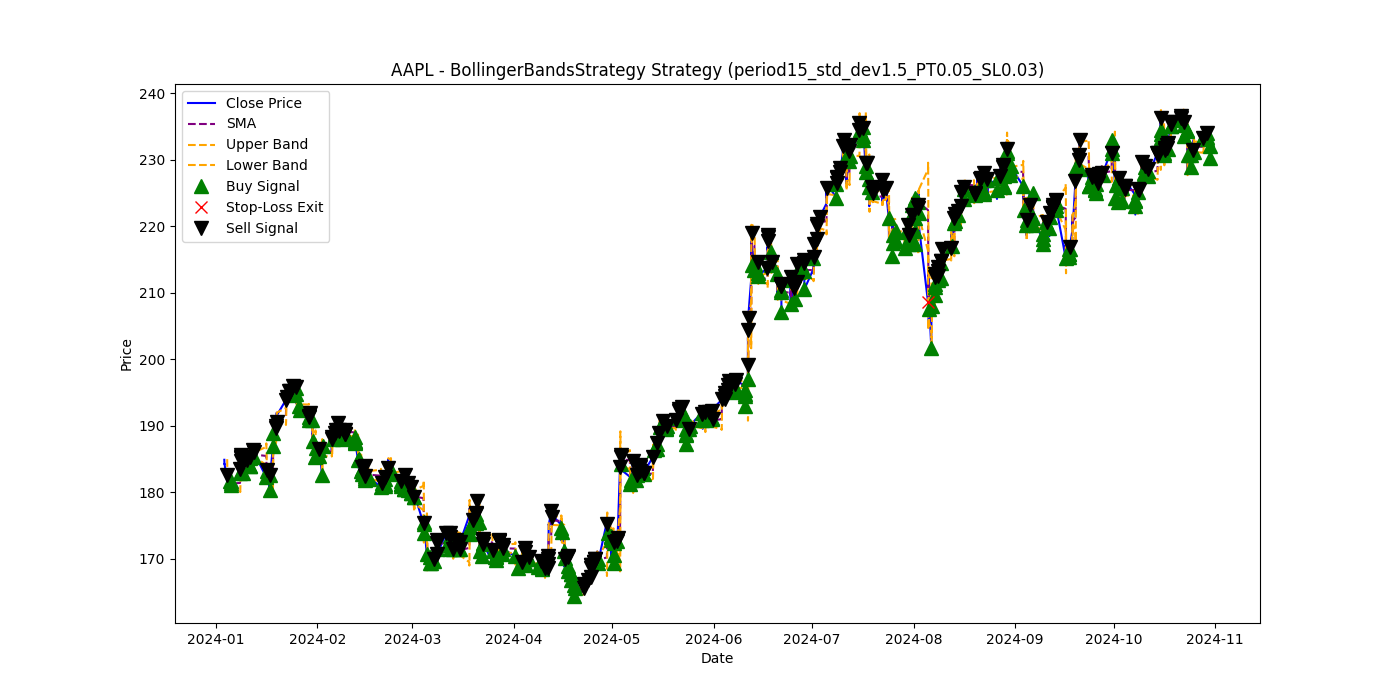 AAPL - BollingerBandsStrategy Strategy (period15_std_dev1.5_PT0.05_SL0.03)
Close Price
SMA
Upper Band
Lower Band
Buy Signal
Stop-Loss Exit
Sell Signal
Price
240
230
220
210
200
190
180
170
2024-01 2024-02 2024-03 2024-04 2024-05 2024-06 2024-07 2024-08 2024-09 2024-10 2024-11
Date